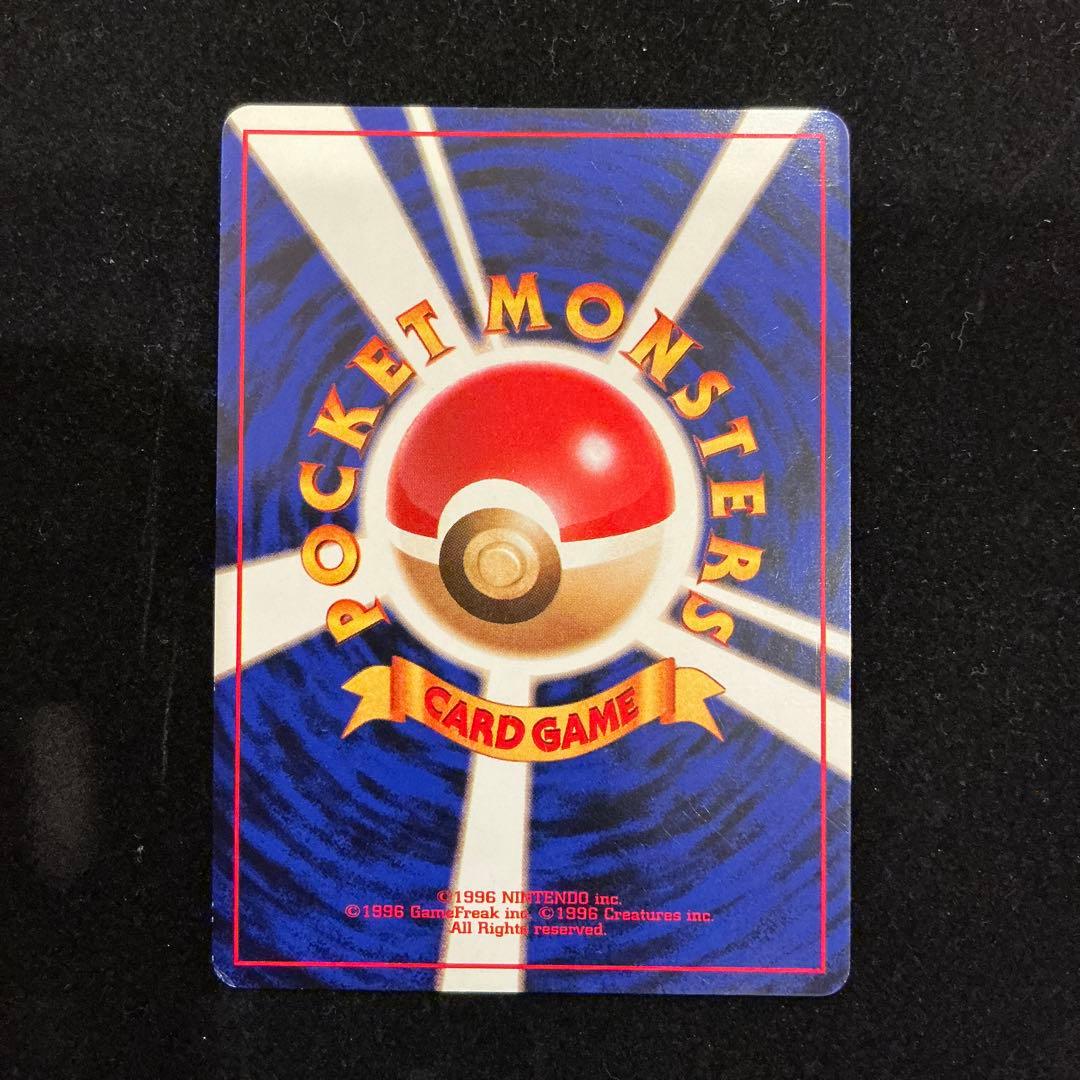 POCKET MONSTERS
CARD GAME
©1996 NINTENDO inc.
©1996 GameFreak inc. ©1996 Creatures inc.
All Rights reserved.